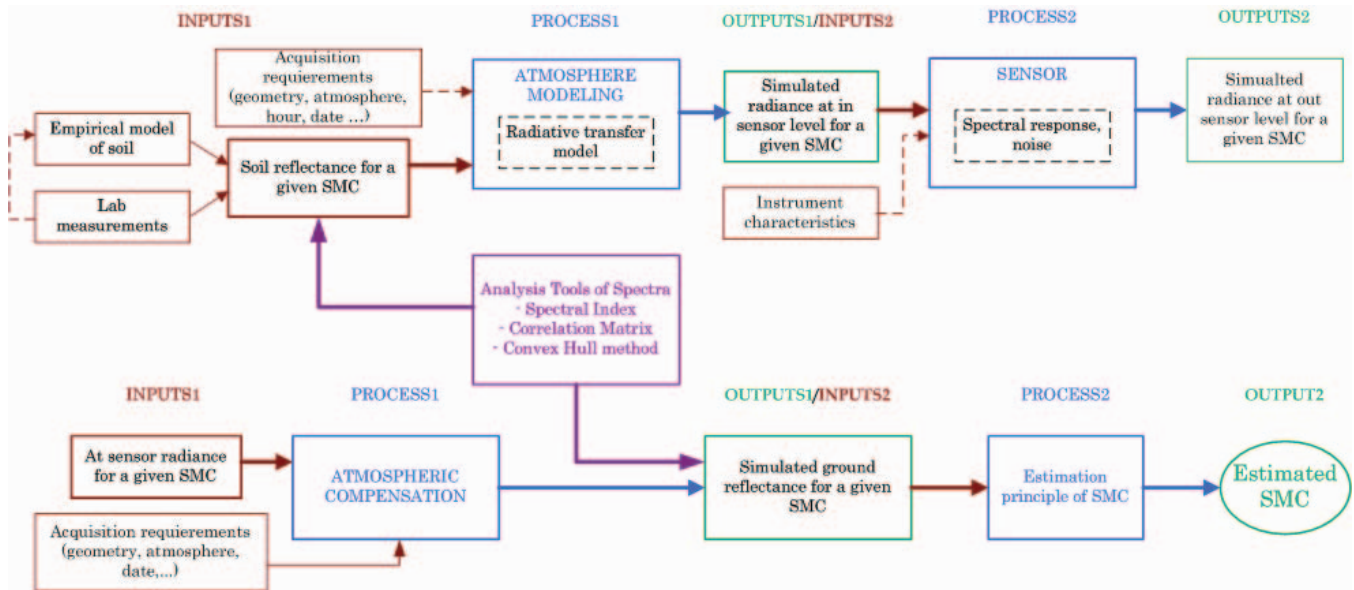 INPUTS1
PROCESS1
OUTPUTS1/INPUTS2
PROCESS2
OUTPUTS2
Acquisition
requierements
(geometry, atmosphere,
hour, date ...)
ATMOSPHERE
MODELING
Radiative transfer
model
Simulated
radiance at in
sensor level for a
given SMC
SENSOR
Spectral response,
noise
Simualted
radiance at out
sensor level for a
given SMC
Empirical model
of soil
Soil reflectance for a
given SMC
Lab
measurements
Instrument
characteristics
Analysis Tools of Spectra
- Spectral Index
- Correlation Matrix
- Convex Hull method
INPUTS1
PROCESS1
OUTPUTS1/INPUTS2
PROCESS2
OUTPUT2
At sensor radiance
for a given SMC
ATMOSPHERIC
COMPENSATION
Simulated ground
reflectance for a given
SMC
Estimation
principle of SMC
Estimated
SMC
Acquisition requierements
(geometry, atmosphere,
date,...)